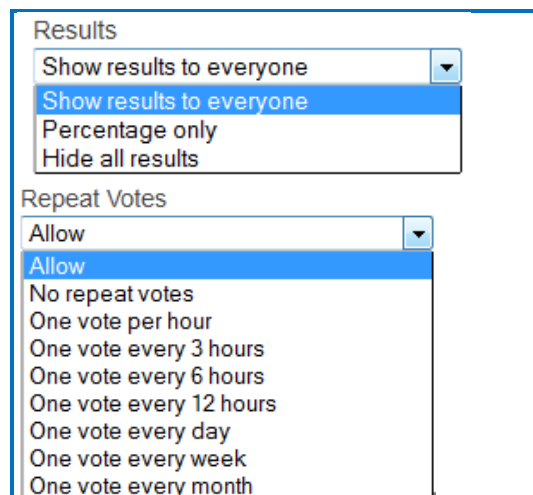 Results
Show results to everyone
Show results to everyone
Percentage only
Hide all results
Repeat Votes
Allow
Allow
No repeat votes
One vote per hour
One vote every 3 hours
One vote every 6 hours
One vote every 12 hours
One vote every day
One vote every week
One vote every month